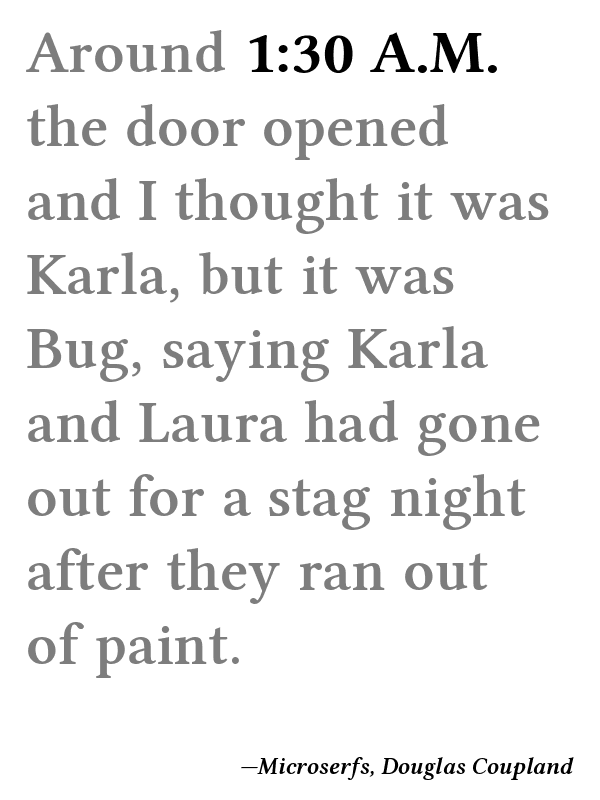 Around 1:30 A.M.
the door opened
and I thought it was
Karla, but it was
Bug, saying Karla
and Laura had gone
out for a stag night
after they ran out
of paint.
—Microserfs, Douglas Coupland